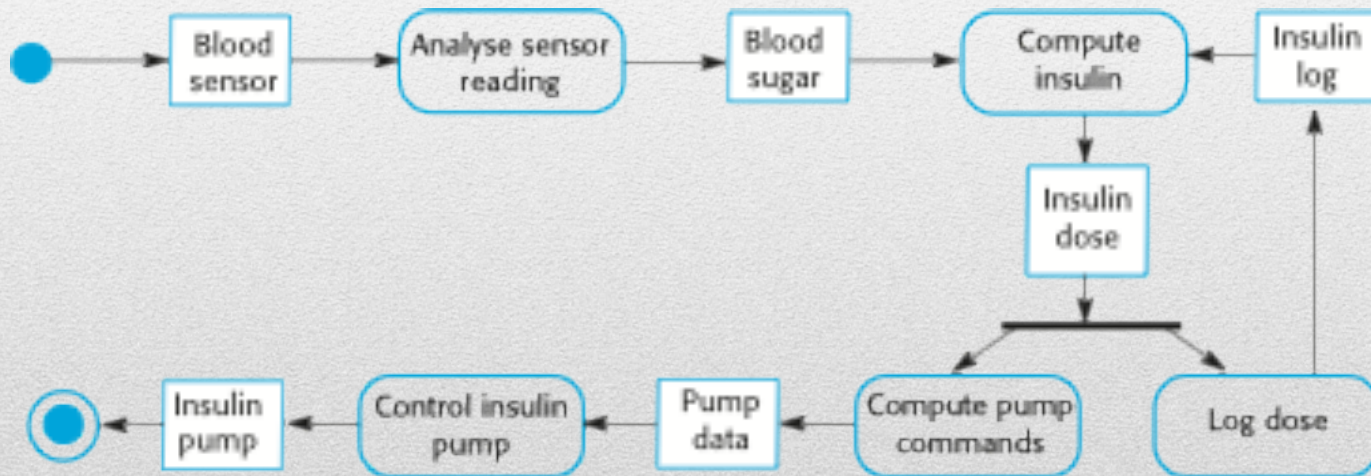 Blood
sensor
Analyse sensor
reading
Blood
sugar
Compute
insulin
Insulin
log
Insulin
dose
Insulin
pump
Control insulin
pump
Pump
data
Compute pump
commands
Log dose